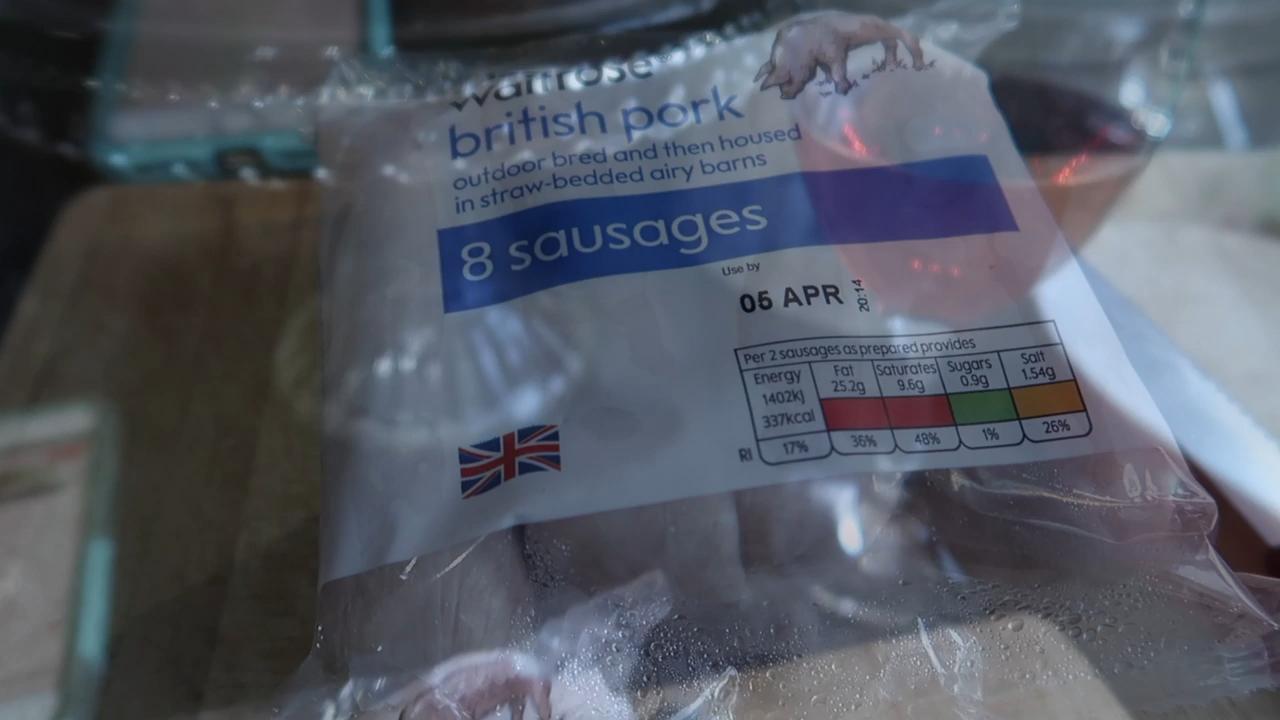 waitrose
british pork
outdoor bred and then housed
in straw-bedded airy barns
8 sausages
Use by
05 APR 20:14
Per 2 sausages as prepared provides
Energy Fat Saturates Sugars Salt
1402kJ 25.2g 9.6g 0.9g 1.54g
337kcal
RI 17% 36% 48% 1% 26%